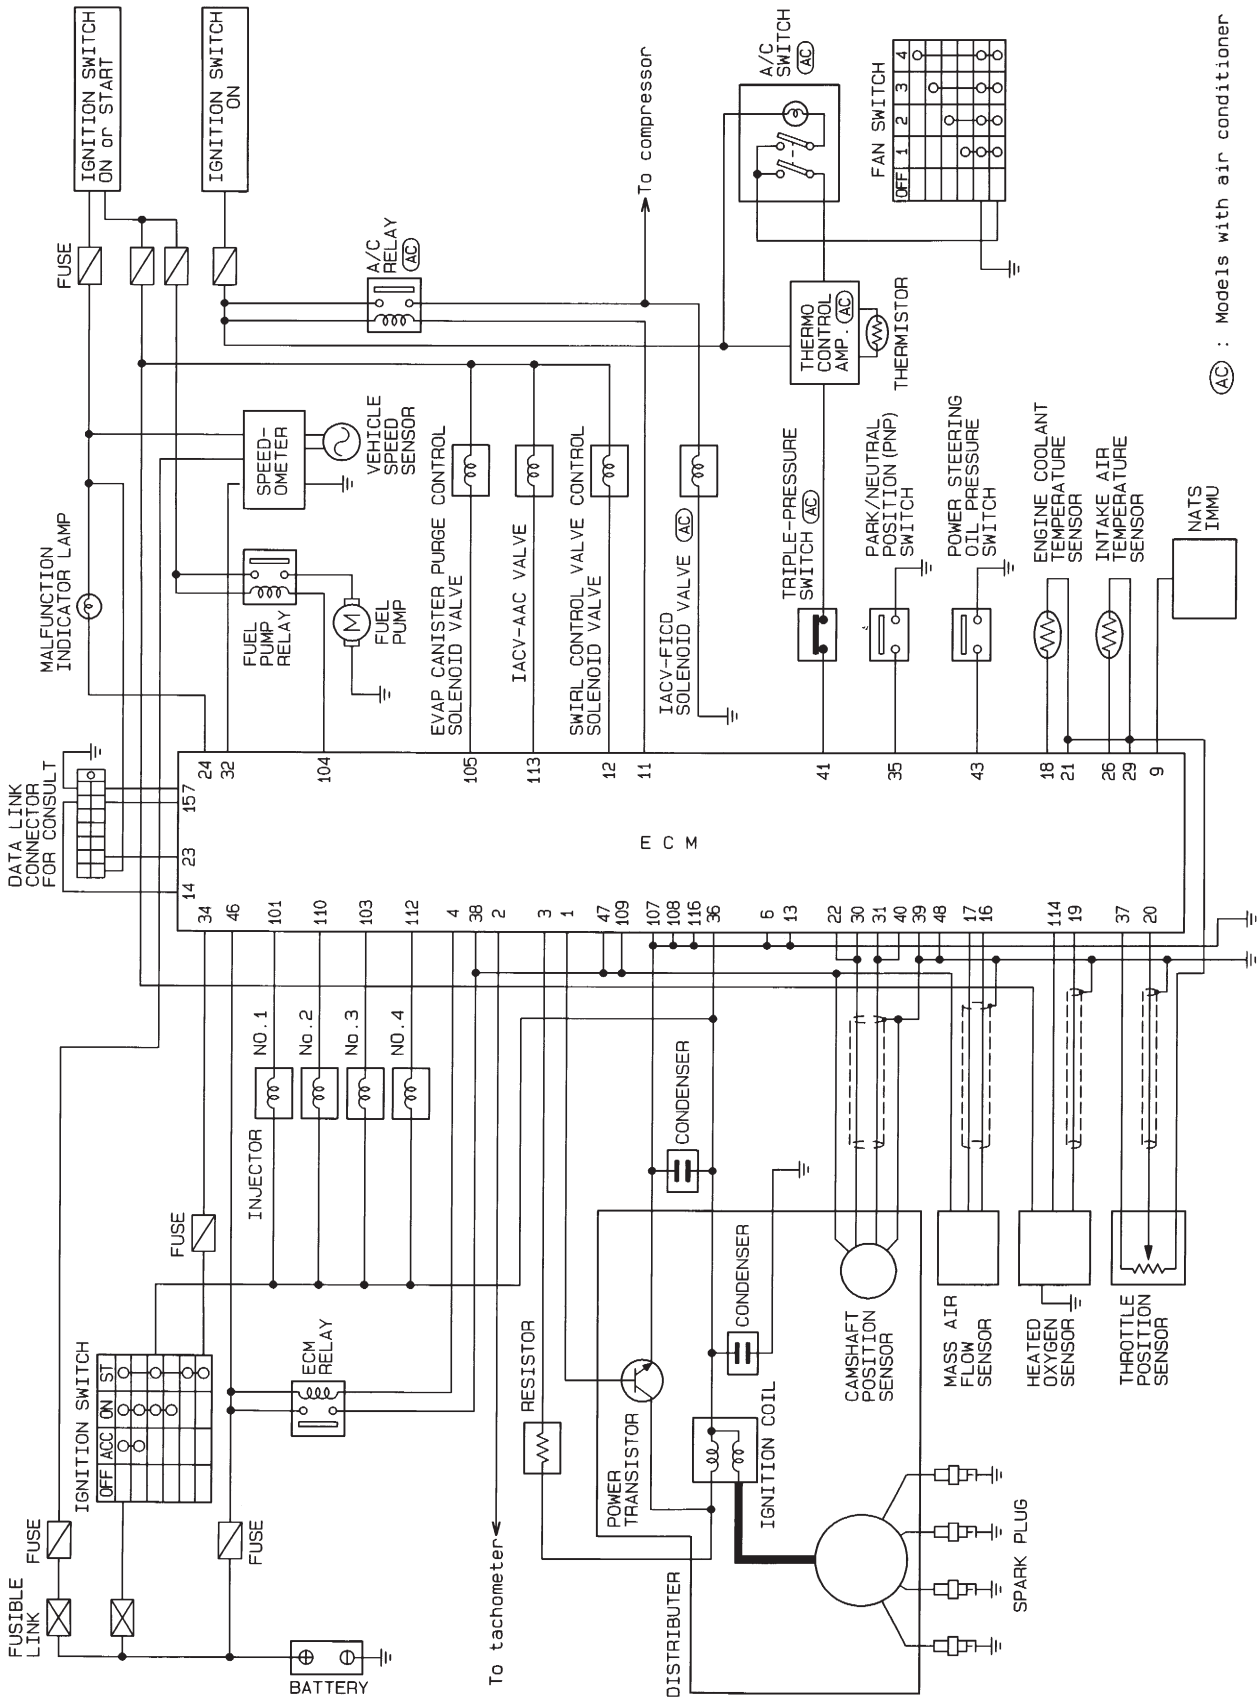 FUSIBLE
LINK
FUSE
BATTERY
FUSE
IGNITION SWITCH
OFF
ACC
ON
ST
FUSE
ECM
RELAY
INJECTOR
NO.1
No.2
No.3
NO.4
To tachometer
RESISTOR
DISTRIBUTER
POWER
TRANSISTOR
IGNITION COIL
CONDENSER
CONDENSER
SPARK PLUG
CAMSHAFT
POSITION
SENSOR
MASS AIR
FLOW
SENSOR
HEATED
OXYGEN
SENSOR
THROTTLE
POSITION
SENSOR
DATA LINK
CONNECTOR
FOR CONSULT
14
23
15
7
34
46
101
110
103
112
4
38
2
3
1
47
109
107
108
116
36
6
13
22
30
31
40
39
48
17
16
114
19
37
20
E C M
24
32
104
105
113
12
11
41
35
43
18
21
26
29
9
MALFUNCTION
INDICATOR LAMP
FUEL
PUMP
RELAY
M
FUEL
PUMP
SPEED-
OMETER
VEHICLE
SPEED
SENSOR
EVAP CANISTER PURGE CONTROL
SOLENOID VALVE
IACV-AAC VALVE
SWIRL CONTROL VALVE CONTROL
SOLENOID VALVE
IACV-FICD
SOLENOID VALVE AC
TRIPLE-PRESSURE
SWITCH AC
PARK/NEUTRAL
POSITION (PNP)
SWITCH
POWER STEERING
OIL PRESSURE
SWITCH
ENGINE COOLANT
TEMPERATURE
SENSOR
INTAKE AIR
TEMPERATURE
SENSOR
NATS
IMMU
FUSE
IGNITION SWITCH
ON or START
IGNITION SWITCH
ON
A/C
RELAY
AC
To compressor
A/C
SWITCH
AC
THERMO
CONTROL
AMP. AC
THERMISTOR
FAN SWITCH
OFF
1
2
3
4
AC : Models with air conditioner